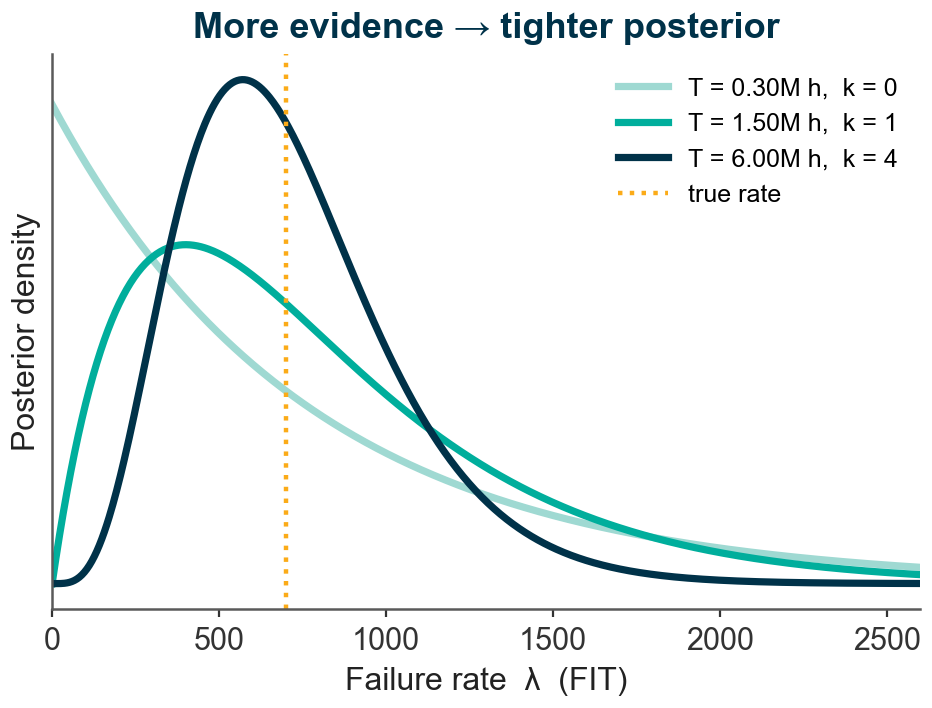 More evidence → tighter posterior
T = 0.30M h,  k = 0
T = 1.50M h,  k = 1
T = 6.00M h,  k = 4
true rate
Posterior density
0 500 1000 1500 2000 2500
Failure rate  λ  (FIT)